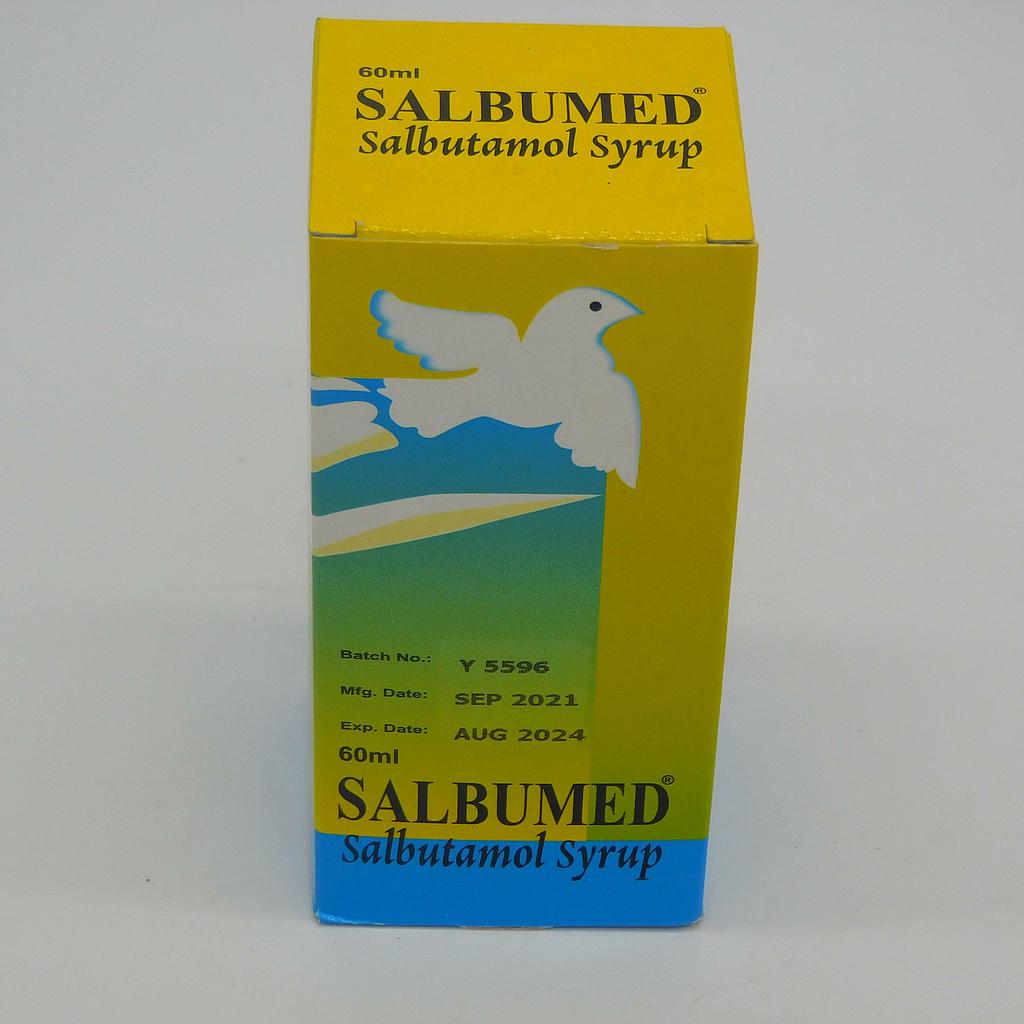 60ml
SALBUMED®
Salbutamol Syrup
Batch No.: Y 5596
Mfg. Date: SEP 2021
Exp. Date: AUG 2024
60ml
SALBUMED®
Salbutamol Syrup